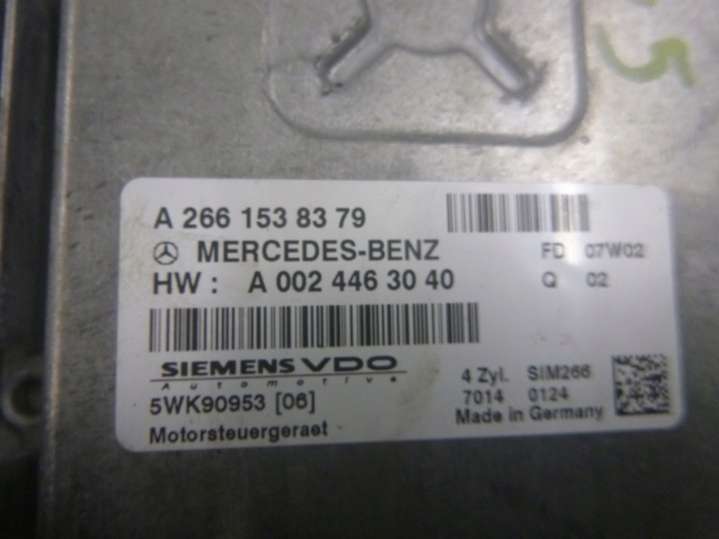 5
A 266 153 83 79
MERCEDES-BENZ
FD 07W02
HW : A 002 446 30 40
Q 02
SIEMENS VDO
Automotive
4 Zyl. SIM266
5WK90953 [06]
7014 0124
Made in Germany
Motorsteuergeraet